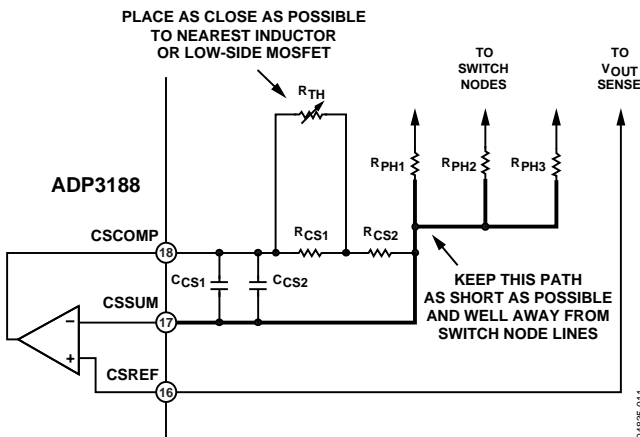 PLACE AS CLOSE AS POSSIBLE
TO NEAREST INDUCTOR
OR LOW-SIDE MOSFET
TO
SWITCH
NODES
TO
VOUT
SENSE
RTH
RPH1
RPH2
RPH3
ADP3188
CSCOMP
18
RCS1
RCS2
CCS1
CCS2
KEEP THIS PATH
AS SHORT AS POSSIBLE
AND WELL AWAY FROM
SWITCH NODE LINES
CSSUM
17
–
+
CSREF
16
04835-011